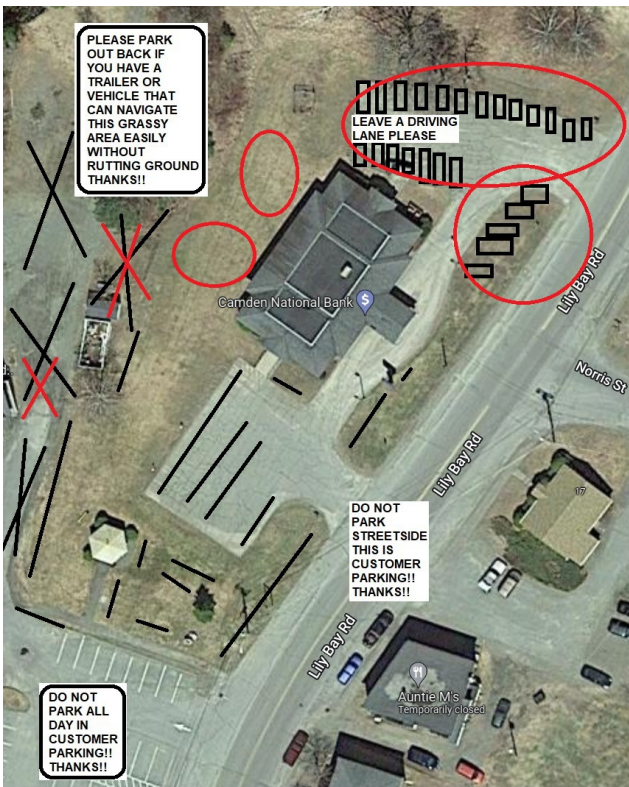 PLEASE PARK
OUT BACK IF
YOU HAVE A
TRAILER OR
VEHICLE THAT
CAN NAVIGATE
THIS GRASSY
AREA EASILY
WITHOUT
RUTTING GROUND
THANKS!!
LEAVE A DRIVING
LANE PLEASE
Lily Bay Rd
Camden National Bank
$
Norris St
Lily Bay Rd
17
DO NOT
PARK
STREETSIDE
THIS IS
CUSTOMER
PARKING!!
THANKS!!
Lily Bay Rd
Auntie M's
Temporarily closed
DO NOT
PARK ALL
DAY IN
CUSTOMER
PARKING!!
THANKS!!